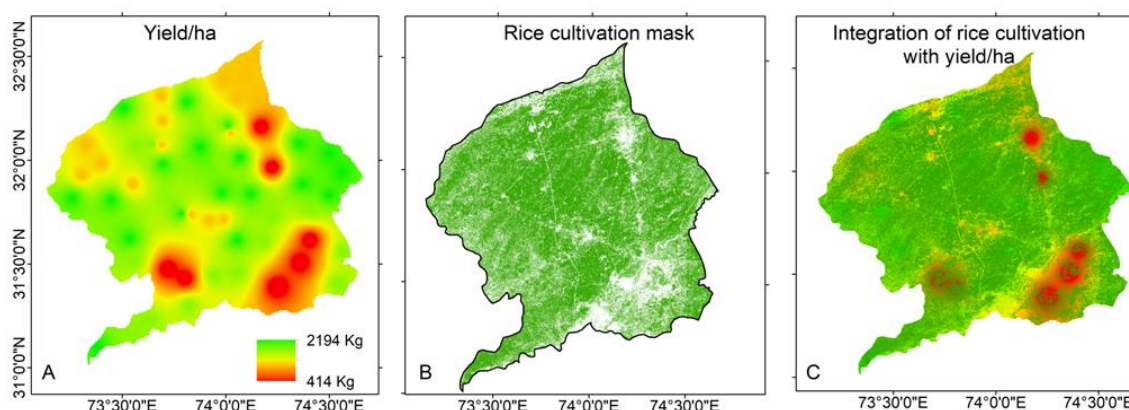 Yield/ha
32°30'0"N
32°0'0"N
31°30'0"N
31°0'0"N
2194 Kg
414 Kg
A
73°30'0"E 74°0'0"E 74°30'0"E
Rice cultivation mask
B
73°30'0"E 74°0'0"E 74°30'0"E
Integration of rice cultivation
with yield/ha
C
73°30'0"E 74°0'0"E 74°30'0"E